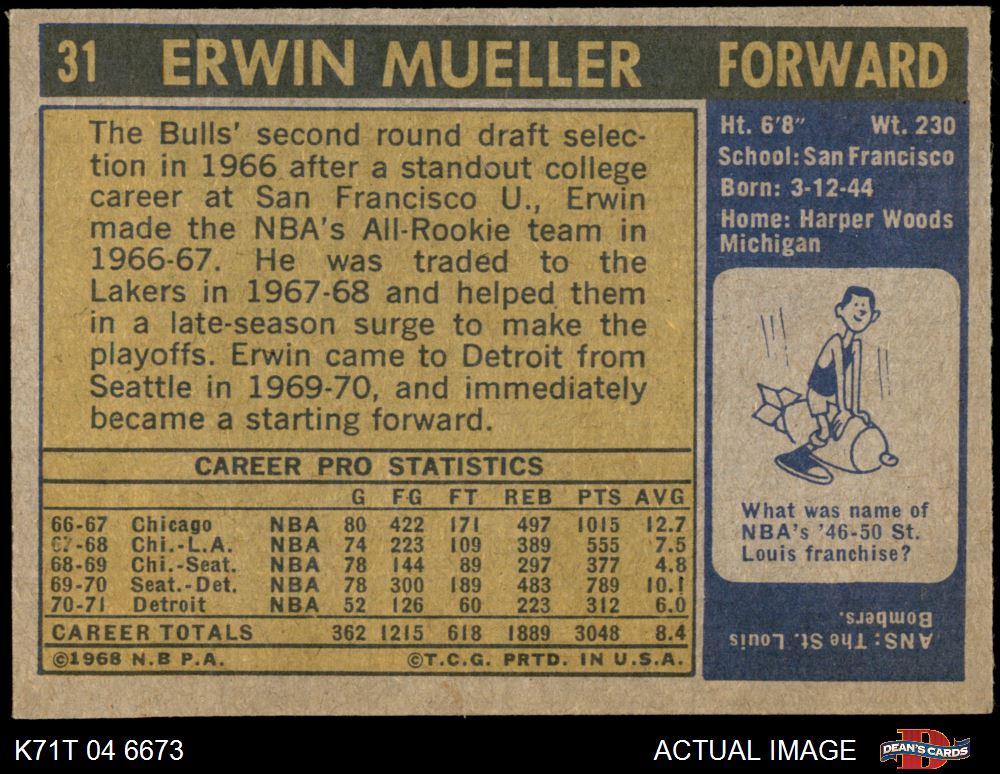 31 ERWIN MUELLER FORWARD
The Bulls' second round draft selec-
tion in 1966 after a standout college
career at San Francisco U., Erwin
made the NBA's All-Rookie team in
1966-67. He was traded to the
Lakers in 1967-68 and helped them
in a late-season surge to make the
playoffs. Erwin came to Detroit from
Seattle in 1969-70, and immediately
became a starting forward.
CAREER PRO STATISTICS
G FG FT REB PTS AVG
66-67 Chicago NBA 80 422 171 497 1015 12.7
67-68 Chi.-L.A. NBA 74 223 109 389 555 7.5
68-69 Chi.-Seat. NBA 78 144 89 297 377 4.8
69-70 Seat.-Det. NBA 78 300 189 483 789 10.1
70-71 Detroit NBA 52 126 60 223 312 6.0
CAREER TOTALS 362 1215 618 1889 3048 8.4
©1968 N.B P.A. ©T.C.G. PRTD. IN U.S.A.
Ht. 6'8" Wt. 230
School: San Francisco
Born: 3-12-44
Home: Harper Woods
Michigan
What was name of
NBA's '46-50 St.
Louis franchise?
ANS: The St. Louis
Bombers.
K71T 04 6673 ACTUAL IMAGE DEAN'S CARDS